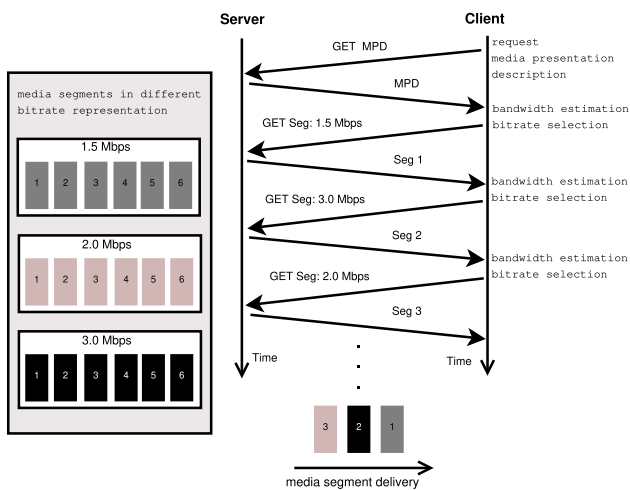 Server
Client
GET MPD
request
media presentation
description
MPD
media segments in different
bitrate representation
bandwidth estimation
bitrate selection
GET Seg: 1.5 Mbps
1.5 Mbps
Seg 1
1 2 3 4 5 6
bandwidth estimation
bitrate selection
GET Seg: 3.0 Mbps
Seg 2
2.0 Mbps
1 2 3 4 5 6
bandwidth estimation
bitrate selection
GET Seg: 2.0 Mbps
Seg 3
3.0 Mbps
1 2 3 4 5 6
Time
Time
3 2 1
media segment delivery